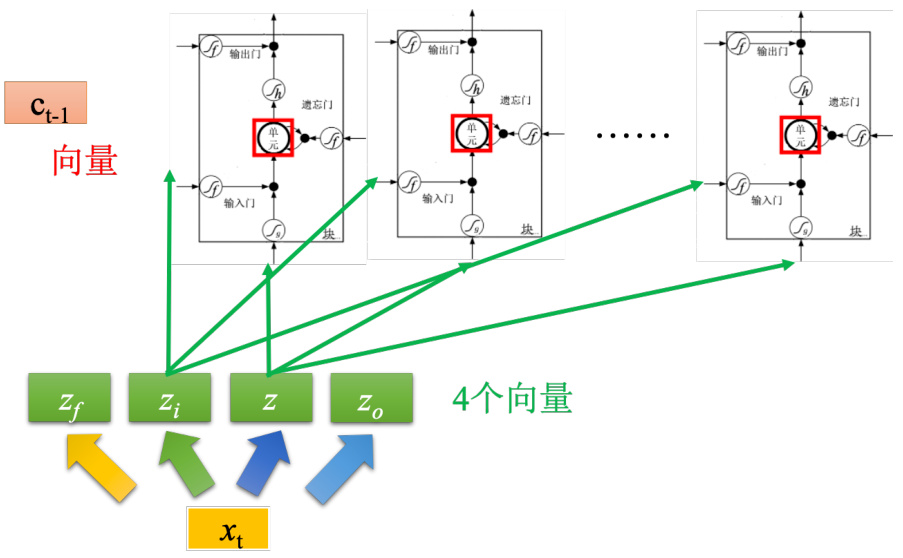 f
输出门
h
遗忘门
单元
f
f
输入门
g
块
f
输出门
h
遗忘门
单元
f
f
输入门
g
块
......
f
输出门
h
遗忘门
单元
f
f
输入门
g
块
c_{t-1}
向量
z_f
z_i
z
z_o
4个向量
x_t